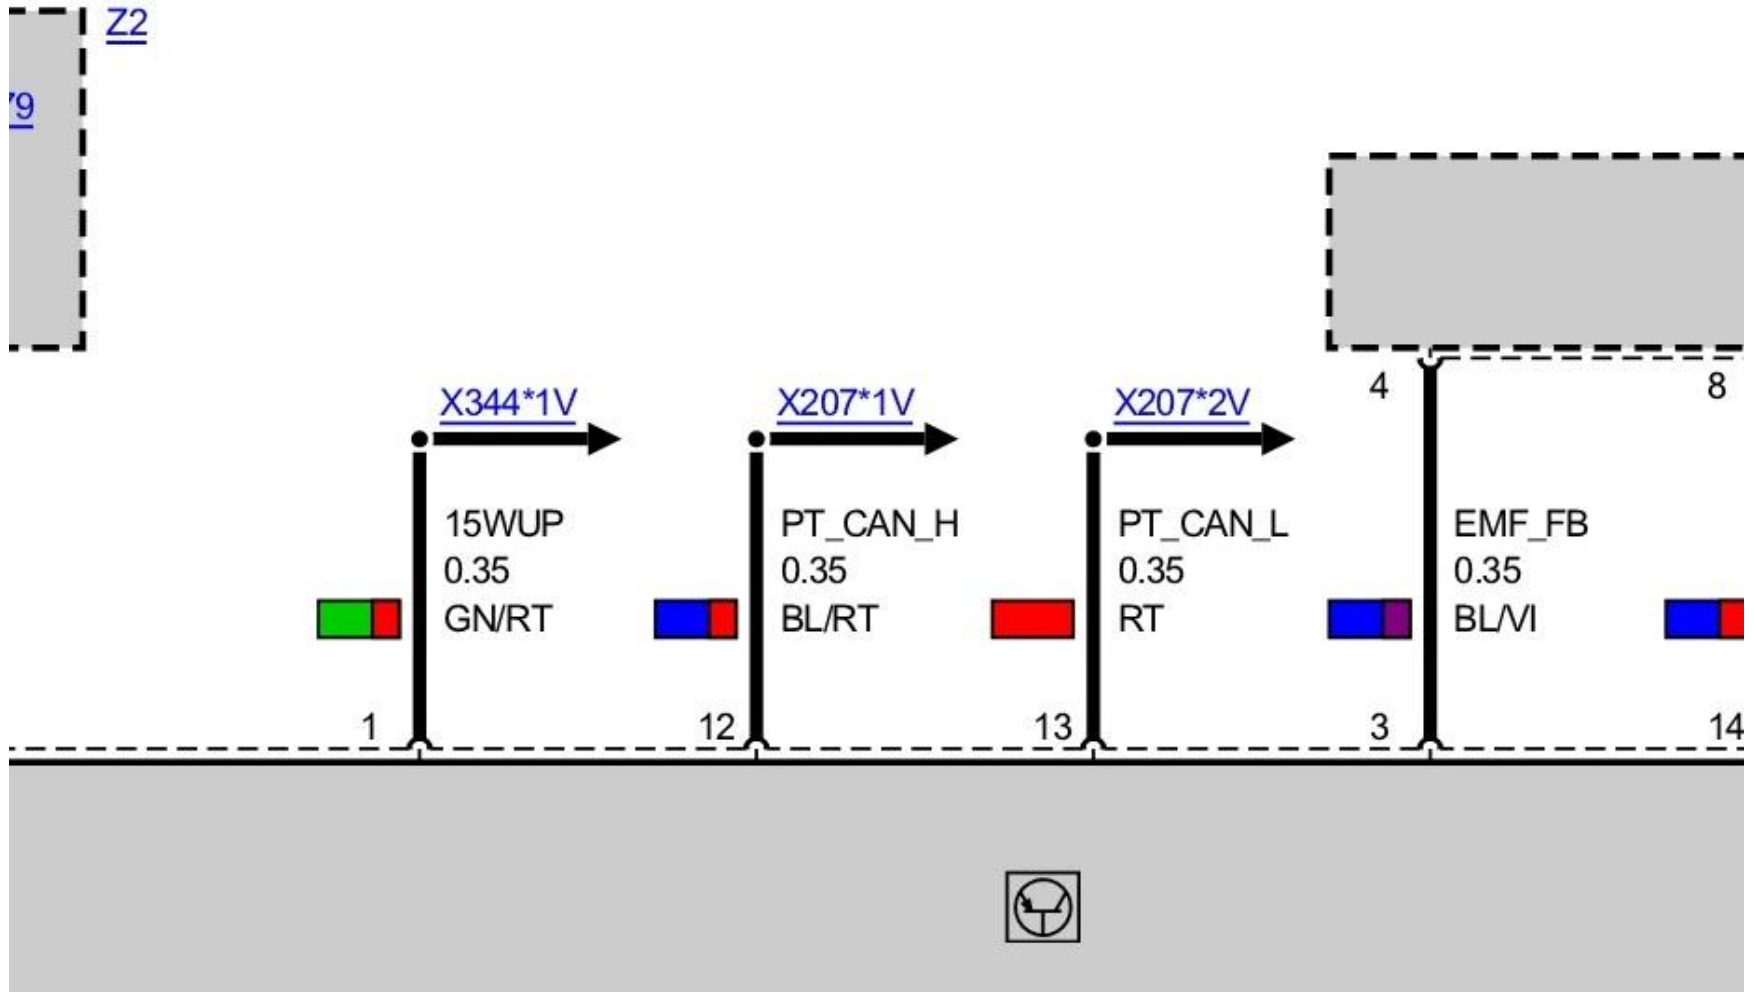 Z2
79
X344*1V
X207*1V
X207*2V
4
8
15WUP
0.35
GN/RT
PT_CAN_H
0.35
BL/RT
PT_CAN_L
0.35
RT
EMF_FB
0.35
BL/VI
1
12
13
3
14